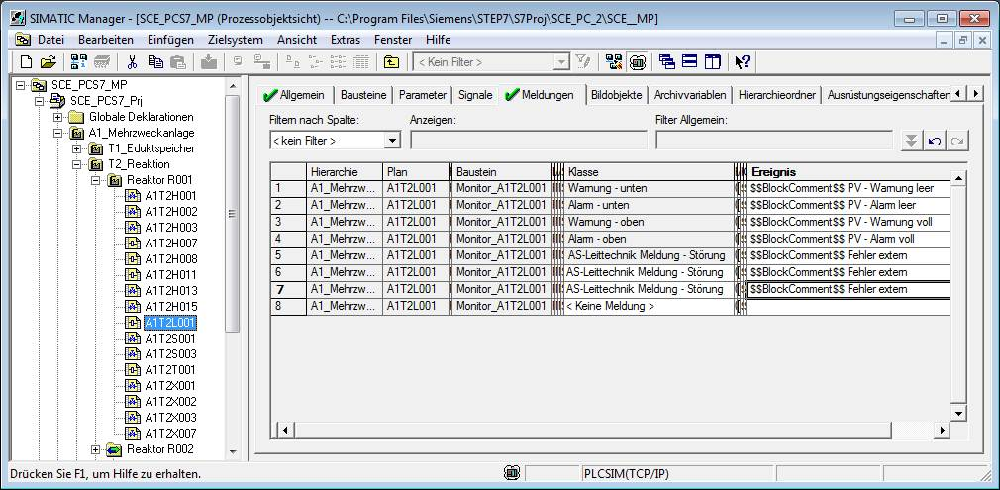 SIMATIC Manager - [SCE_PCS7_MP (Prozessobjektsicht) -- C:\Program Files\Siemens\STEP7\S7Proj\SCE_PC_2\SCE__MP]
Datei Bearbeiten Einfügen Zielsystem Ansicht Extras Fenster Hilfe
< Kein Filter >
SCE_PCS7_MP
SCE_PCS7_Prj
Globale Deklarationen
A1_Mehrzweckanlage
T1_Eduktspeicher
T2_Reaktion
Reaktor R001
A1T2H001
A1T2H002
A1T2H003
A1T2H007
A1T2H008
A1T2H011
A1T2H013
A1T2H015
A1T2L001
A1T2S001
A1T2S003
A1T2T001
A1T2X001
A1T2X002
A1T2X003
A1T2X007
Reaktor R002
Allgemein Bausteine Parameter Signale Meldungen Bildobjekte Archivvariablen Hierarchieordner Ausrüstungseigenschaften
Filtern nach Spalte: Anzeigen: Filter Allgemein:
< kein Filter >
Hierarchie Plan Baustein Klasse Ereignis
1 A1_Mehrzw... A1T2L001 Monitor_A1T2L001 Warnung - unten $$BlockComment$$ PV - Warnung leer
2 A1_Mehrzw... A1T2L001 Monitor_A1T2L001 Alarm - unten $$BlockComment$$ PV - Alarm leer
3 A1_Mehrzw... A1T2L001 Monitor_A1T2L001 Warnung - oben $$BlockComment$$ PV - Warnung voll
4 A1_Mehrzw... A1T2L001 Monitor_A1T2L001 Alarm - oben $$BlockComment$$ PV - Alarm voll
5 A1_Mehrzw... A1T2L001 Monitor_A1T2L001 AS-Leittechnik Meldung - Störung $$BlockComment$$ Fehler extern
6 A1_Mehrzw... A1T2L001 Monitor_A1T2L001 AS-Leittechnik Meldung - Störung $$BlockComment$$ Fehler extern
7 A1_Mehrzw... A1T2L001 Monitor_A1T2L001 AS-Leittechnik Meldung - Störung $$BlockComment$$ Fehler extern
8 A1_Mehrzw... A1T2L001 Monitor_A1T2L001 < Keine Meldung >
Drücken Sie F1, um Hilfe zu erhalten. PLCSIM(TCP/IP)